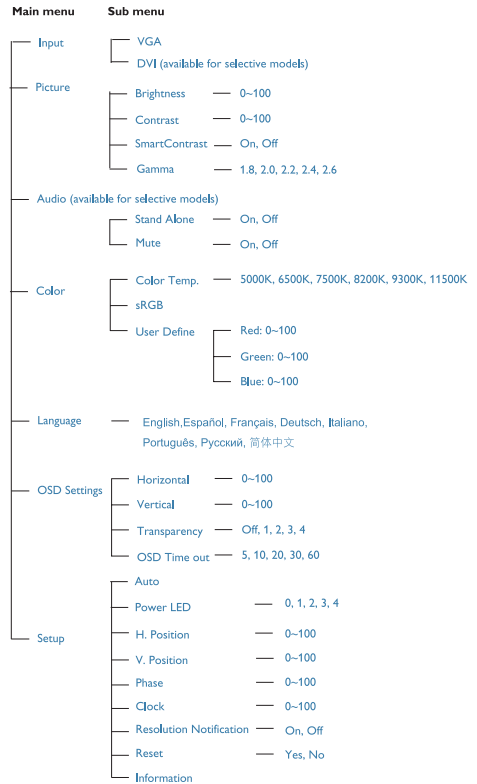 Main menu Sub menu
Input VGA
DVI (available for selective models)
Picture Brightness 0~100
Contrast 0~100
SmartContrast On, Off
Gamma 1.8, 2.0, 2.2, 2.4, 2.6
Audio (available for selective models)
Stand Alone On, Off
Mute On, Off
Color Color Temp. 5000K, 6500K, 7500K, 8200K, 9300K, 11500K
sRGB
User Define Red: 0~100
Green: 0~100
Blue: 0~100
Language English,Español, Français, Deutsch, Italiano,
Português, Русский, 简体中文
OSD Settings Horizontal 0~100
Vertical 0~100
Transparency Off, 1, 2, 3, 4
OSD Time out 5, 10, 20, 30, 60
Setup Auto
Power LED 0, 1, 2, 3, 4
H. Position 0~100
V. Position 0~100
Phase 0~100
Clock 0~100
Resolution Notification On, Off
Reset Yes, No
Information